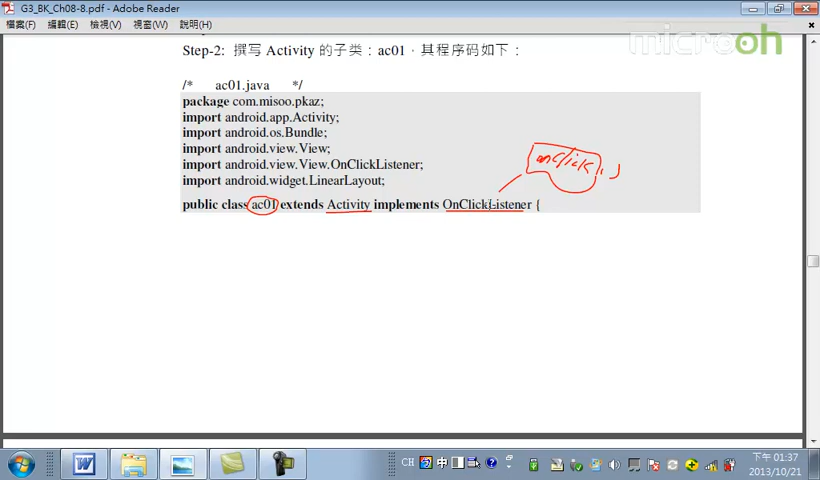 G3_BK_Ch08-8.pdf - Adobe Reader
檔案(F) 編輯(E) 檢視(V) 視窗(W) 說明(H)
microoh
Step-2: 撰写 Activity 的子类：ac01，其程序码如下：
/* ac01.java */
package com.misoo.pkaz;
import android.app.Activity;
import android.os.Bundle;
import android.view.View;
import android.view.View.OnClickListener;
import android.widget.LinearLayout;
onClick( )
public class ac01 extends Activity implements OnClickListener {
CH 中
下午 01:37
2013/10/21